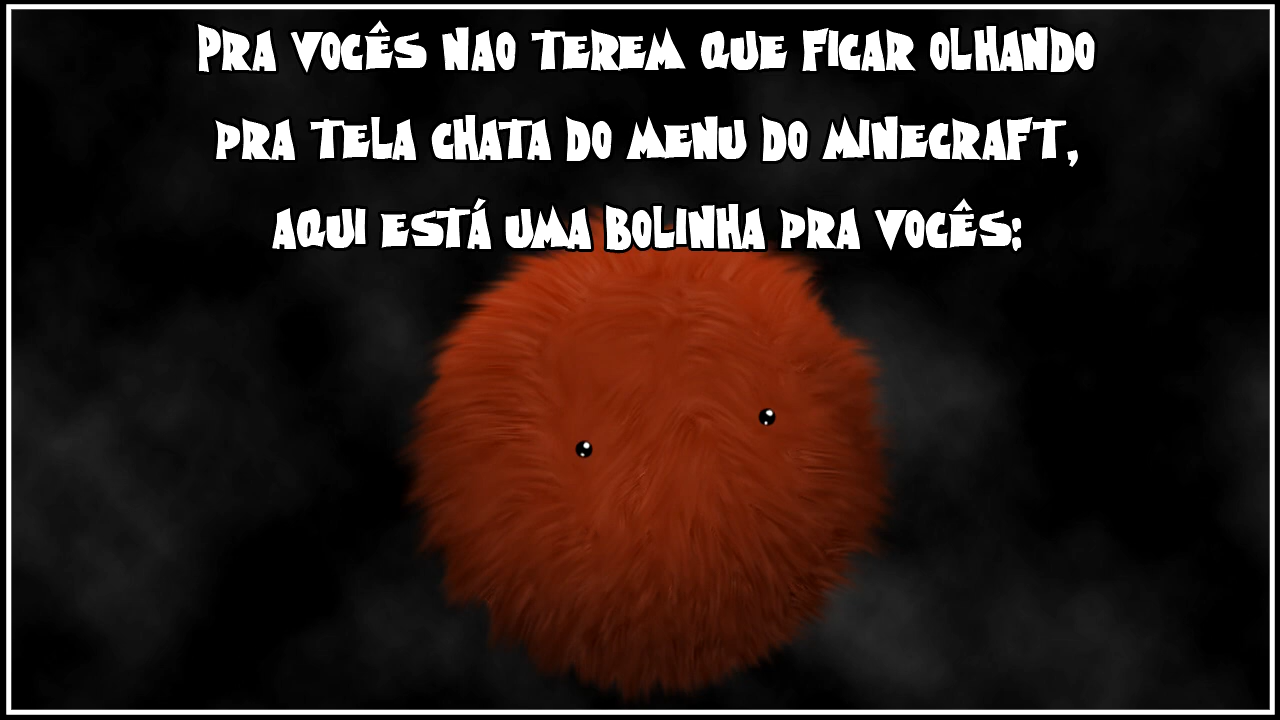 PRA VOCÊS NAO TEREM QUE FICAR OLHANDO
PRA TELA CHATA DO MENU DO MINECRAFT,
AQUI ESTÁ UMA BOLINHA PRA VOCÊS: